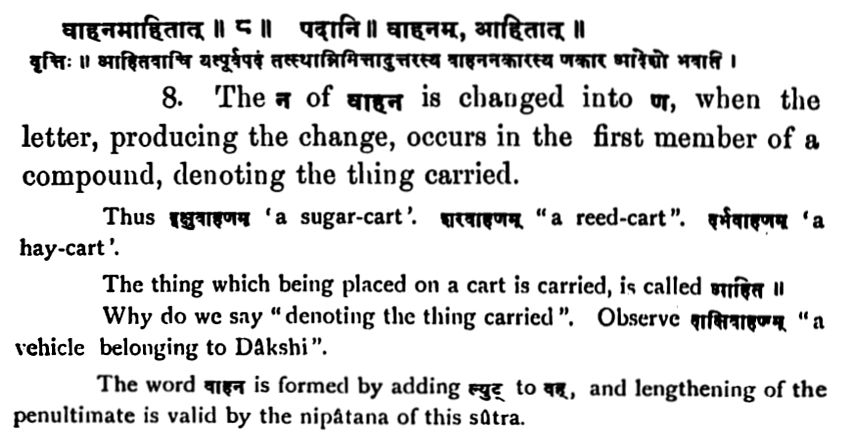 वाहनमाहितात् ॥ ८ ॥ पदानि ॥ वाहनम, आहितात् ॥
वृत्तिः ॥ आहितवाचि यत्पूर्वपदं तत्स्थान्निमित्तादुत्तरस्य वाहननकारस्य णकार आदेशो भवति ।
8. The न of वाहन is changed into ण, when the
letter, producing the change, occurs in the first member of a
compound, denoting the thing carried.
Thus इक्षुवाहणम् 'a sugar-cart'. शरवाहणम् "a reed-cart". दर्भवाहणम् 'a
hay-cart'.
The thing which being placed on a cart is carried, is called आहित ॥
Why do we say "denoting the thing carried". Observe दाक्षिवाहणम् "a
vehicle belonging to Dâkshi".
The word वाहन is formed by adding ल्युट् to वह्, and lengthening of the
penultimate is valid by the nipâtana of this sûtra.